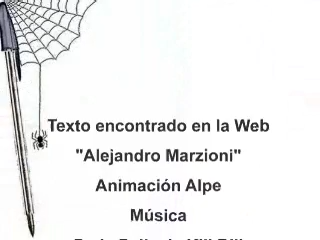 Texto encontrado en la Web
"Alejandro Marzioni"
Animación Alpe
Música